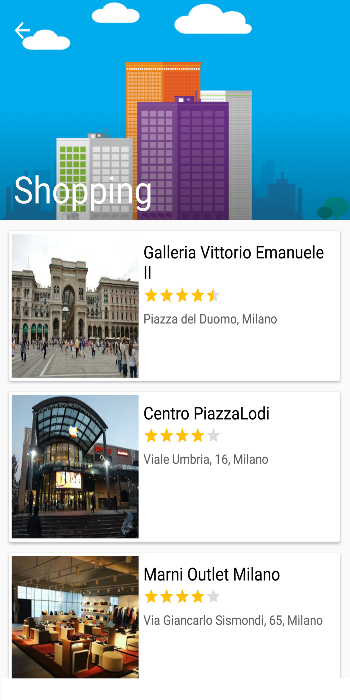 Shopping
Galleria Vittorio Emanuele
II
Piazza del Duomo, Milano
Centro PiazzaLodi
Viale Umbria, 16, Milano
Marni Outlet Milano
Via Giancarlo Sismondi, 65, Milano